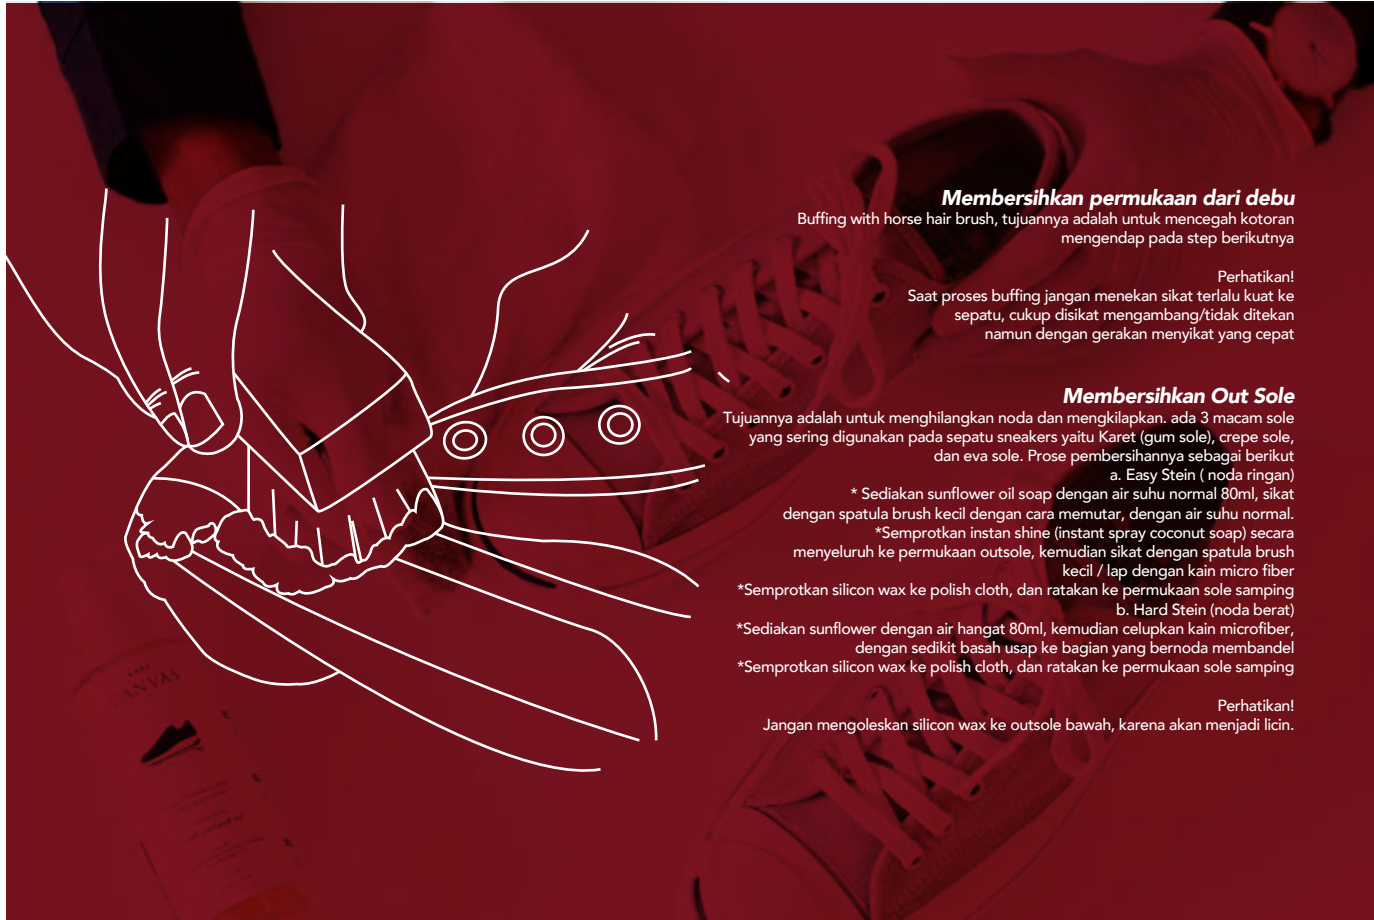 Membersihkan permukaan dari debu
Buffing with horse hair brush, tujuannya adalah untuk mencegah kotoran
mengendap pada step berikutnya
Perhatikan!
Saat proses buffing jangan menekan sikat terlalu kuat ke
sepatu, cukup disikat mengambang/tidak ditekan
namun dengan gerakan menyikat yang cepat
Membersihkan Out Sole
Tujuannya adalah untuk menghilangkan noda dan mengkilapkan. ada 3 macam sole
yang sering digunakan pada sepatu sneakers yaitu Karet (gum sole), crepe sole,
dan eva sole. Prose pembersihannya sebagai berikut
a. Easy Stein ( noda ringan)
* Sediakan sunflower oil soap dengan air suhu normal 80ml, sikat
dengan spatula brush kecil dengan cara memutar, dengan air suhu normal.
*Semprotkan instan shine (instant spray coconut soap) secara
menyeluruh ke permukaan outsole, kemudian sikat dengan spatula brush
kecil / lap dengan kain micro fiber
*Semprotkan silicon wax ke polish cloth, dan ratakan ke permukaan sole samping
b. Hard Stein (noda berat)
*Sediakan sunflower dengan air hangat 80ml, kemudian celupkan kain microfiber,
dengan sedikit basah usap ke bagian yang bernoda membandel
*Semprotkan silicon wax ke polish cloth, dan ratakan ke permukaan sole samping
Perhatikan!
Jangan mengoleskan silicon wax ke outsole bawah, karena akan menjadi licin.
CANVAS